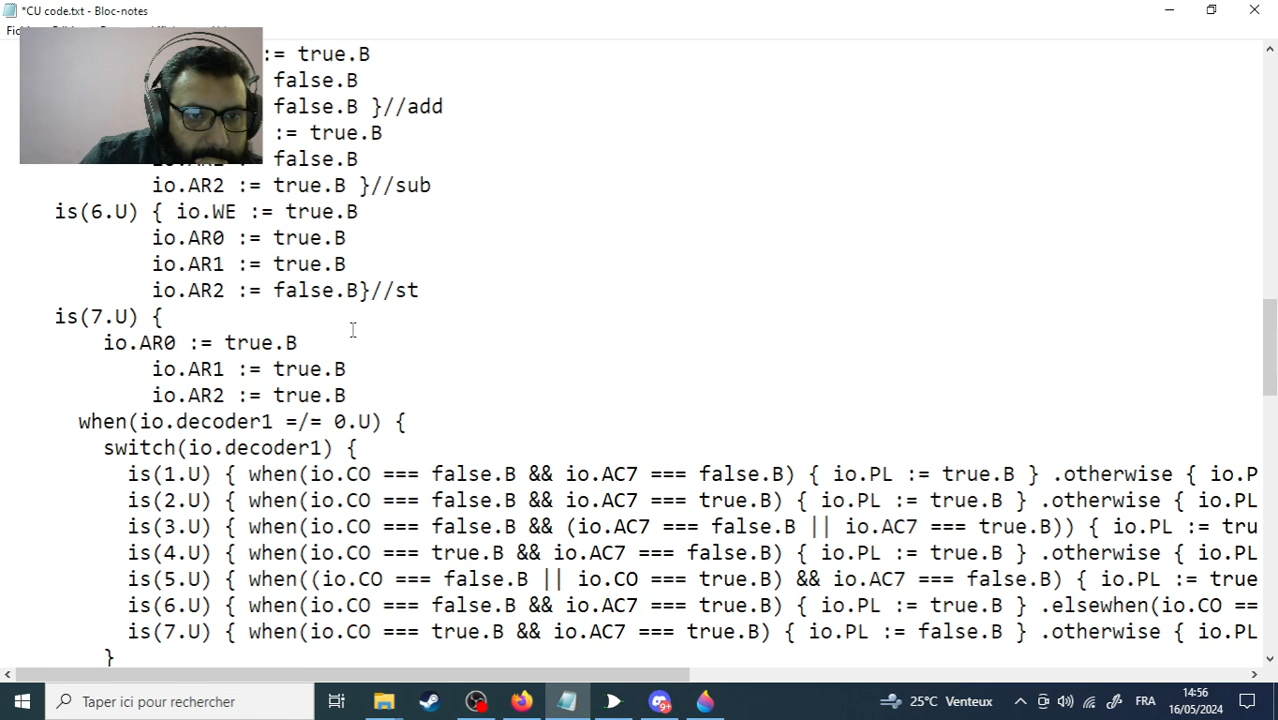 *CU code.txt - Bloc-notes
:= true.B
false.B
false.B }//add
:= true.B
false.B
io.AR2 := true.B }//sub
is(6.U) { io.WE := true.B
io.AR0 := true.B
io.AR1 := true.B
io.AR2 := false.B}//st
is(7.U) {
io.AR0 := true.B
io.AR1 := true.B
io.AR2 := true.B
when(io.decoder1 =/= 0.U) {
switch(io.decoder1) {
is(1.U) { when(io.CO === false.B && io.AC7 === false.B) { io.PL := true.B } .otherwise { io.P
is(2.U) { when(io.CO === false.B && io.AC7 === true.B) { io.PL := true.B } .otherwise { io.PL
is(3.U) { when(io.CO === false.B && (io.AC7 === false.B || io.AC7 === true.B)) { io.PL := tru
is(4.U) { when(io.CO === true.B && io.AC7 === false.B) { io.PL := true.B } .otherwise { io.PL
is(5.U) { when((io.CO === false.B || io.CO === true.B) && io.AC7 === false.B) { io.PL := true
is(6.U) { when(io.CO === false.B && io.AC7 === true.B) { io.PL := true.B } .elsewhen(io.CO ==
is(7.U) { when(io.CO === true.B && io.AC7 === true.B) { io.PL := false.B } .otherwise { io.PL
}
Taper ici pour rechercher
9+
25°C Venteux
FRA
14:56
16/05/2024